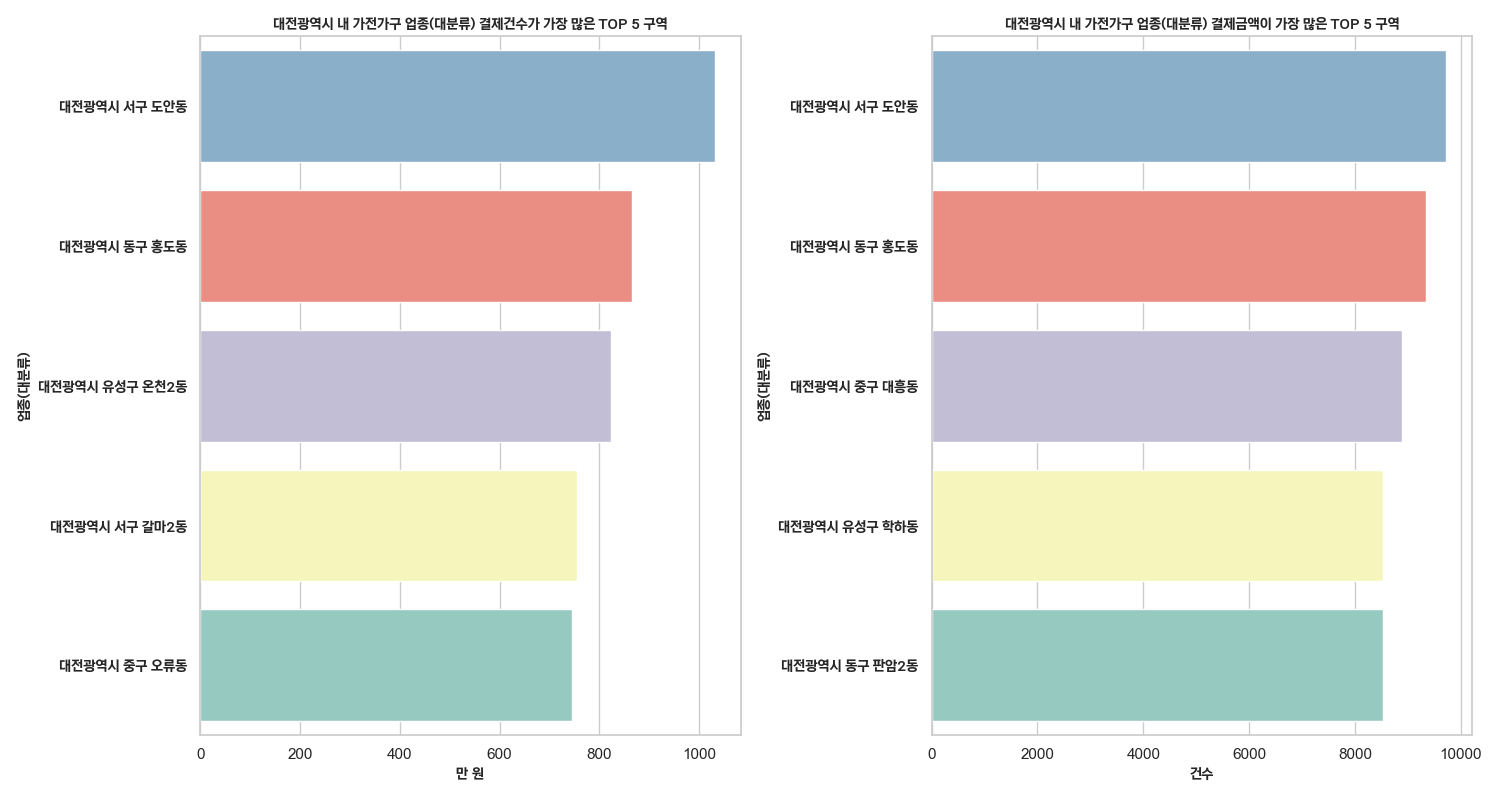 대전광역시 내 가전가구 업종(대분류) 결제건수가 가장 많은 TOP 5 구역
대전광역시 서구 도안동
대전광역시 동구 홍도동
대전광역시 유성구 온천2동
대전광역시 서구 갈마2동
대전광역시 중구 오류동
업종(대분류)
0 200 400 600 800 1000
만 원
대전광역시 내 가전가구 업종(대분류) 결제금액이 가장 많은 TOP 5 구역
대전광역시 서구 도안동
대전광역시 동구 홍도동
대전광역시 중구 대흥동
대전광역시 유성구 학하동
대전광역시 동구 판암2동
업종(대분류)
0 2000 4000 6000 8000 10000
건수